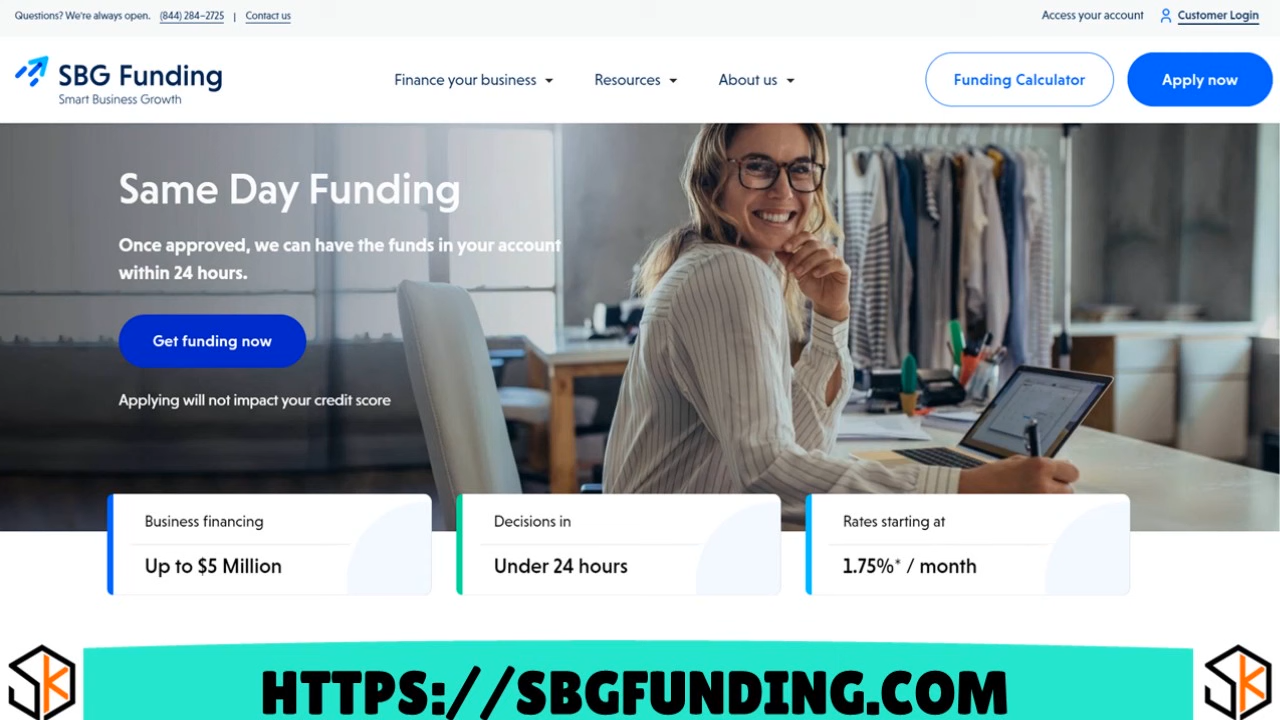 Questions? We're always open. (844) 284–2725 | Contact us
Access your account Customer Login
SBG Funding
Smart Business Growth
Finance your business Resources About us
Funding Calculator Apply now
Same Day Funding
Once approved, we can have the funds in your account
within 24 hours.
Get funding now
Applying will not impact your credit score
Business financing
Up to $5 Million
Decisions in
Under 24 hours
Rates starting at
1.75%* / month
SK
HTTPS://SBGFUNDING.COM
SK